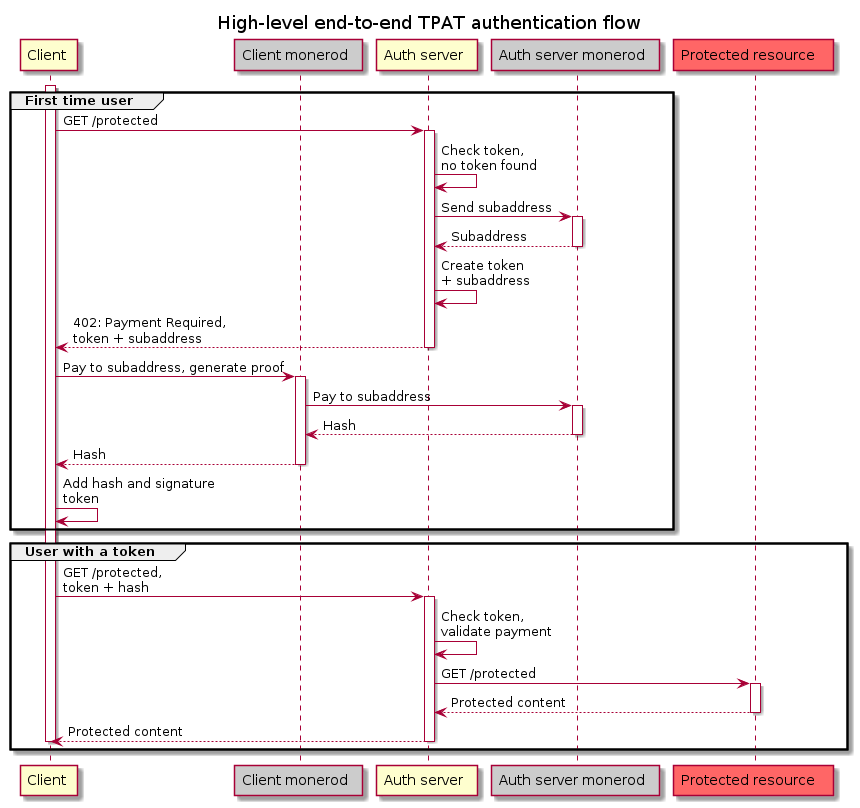 High-level end-to-end TPAT authentication flow
Client
Client monerod
Auth server
Auth server monerod
Protected resource
First time user
GET /protected
Check token,
no token found
Send subaddress
Subaddress
Create token
+ subaddress
402: Payment Required,
token + subaddress
Pay to subaddress, generate proof
Pay to subaddress
Hash
Hash
Add hash and signature
token
User with a token
GET /protected,
token + hash
Check token,
validate payment
GET /protected
Protected content
Protected content
Client
Client monerod
Auth server
Auth server monerod
Protected resource